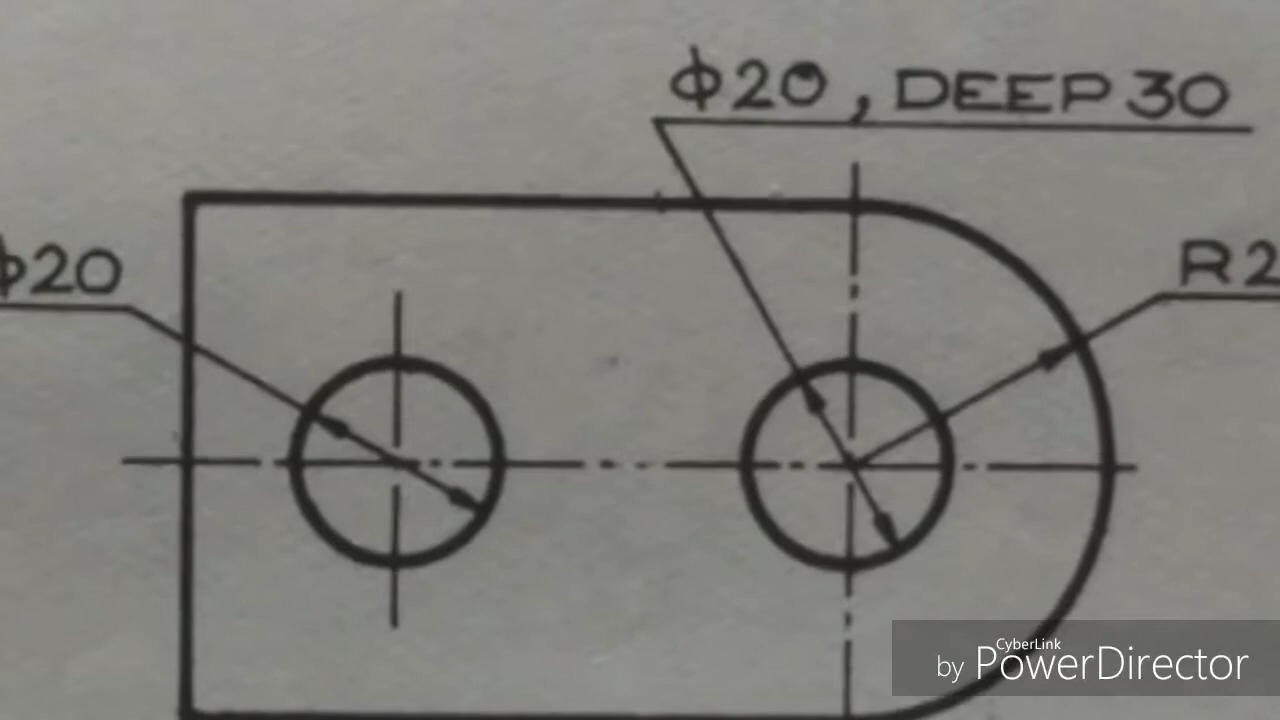 ϕ20, DEEP 30
ϕ20
R2
CyberLink
by PowerDirector